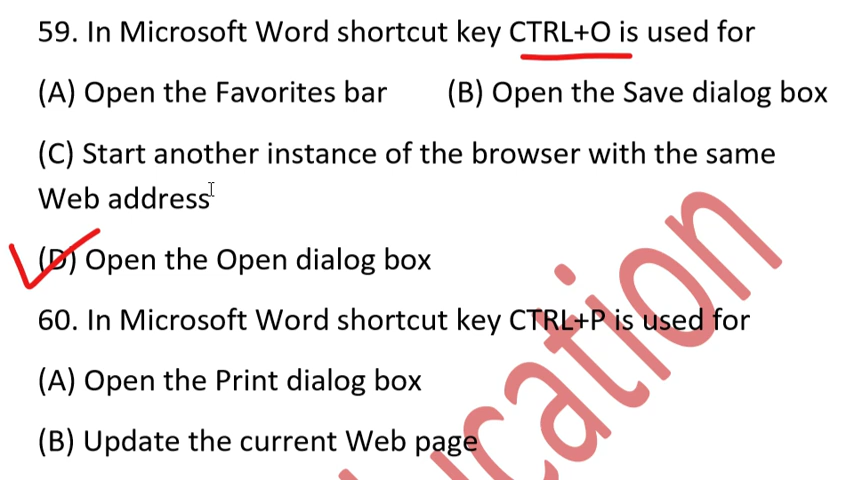 59. In Microsoft Word shortcut key CTRL+O is used for
(A) Open the Favorites bar (B) Open the Save dialog box
(C) Start another instance of the browser with the same
Web address
(D) Open the Open dialog box
60. In Microsoft Word shortcut key CTRL+P is used for
(A) Open the Print dialog box
(B) Update the current Web page
ucation